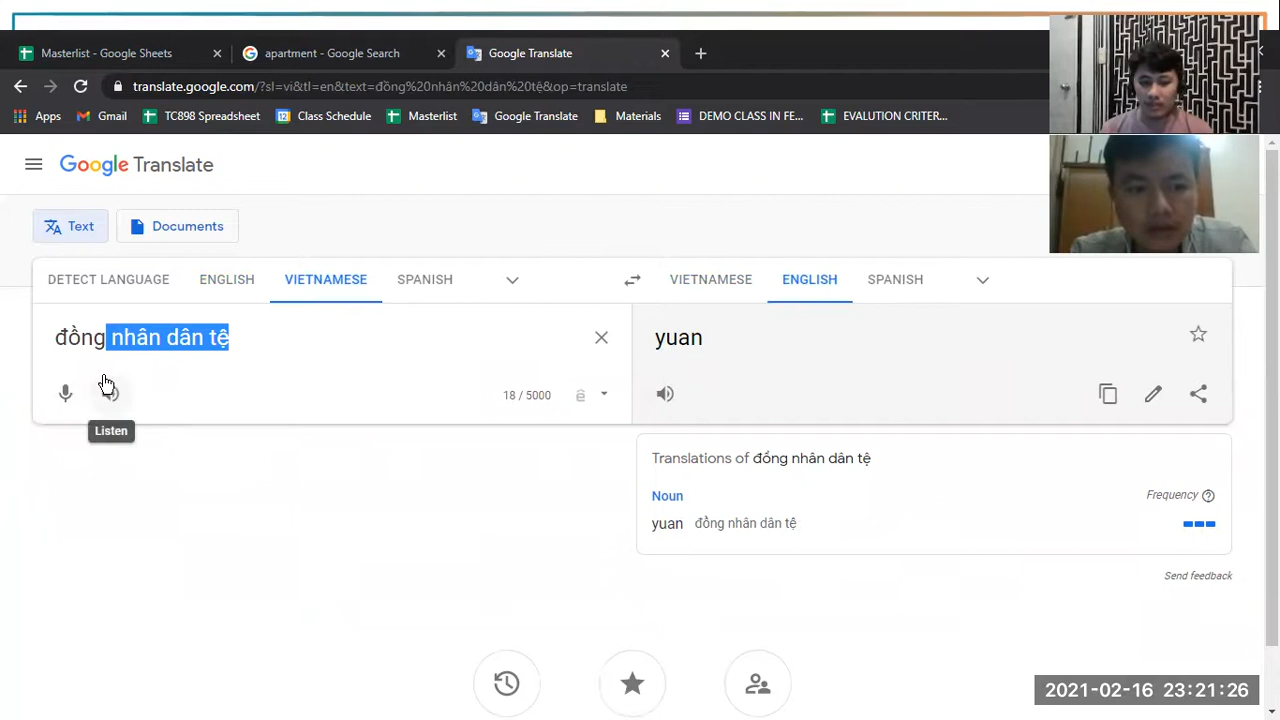 Masterlist - Google Sheets
apartment - Google Search
Google Translate
translate.google.com/?sl=vi&tl=en&text=đồng%20nhân%20dân%20tệ&op=translate
Apps
Gmail
TC898 Spreadsheet
Class Schedule
Masterlist
Google Translate
Materials
DEMO CLASS IN FE...
EVALUTION CRITER...
Google Translate
Text
Documents
DETECT LANGUAGE
ENGLISH
VIETNAMESE
SPANISH
VIETNAMESE
ENGLISH
SPANISH
đồng nhân dân tệ
yuan
18 / 5000
Listen
Translations of đồng nhân dân tệ
Noun
Frequency
yuan đồng nhân dân tệ
Send feedback
2021-02-16 23:21:26